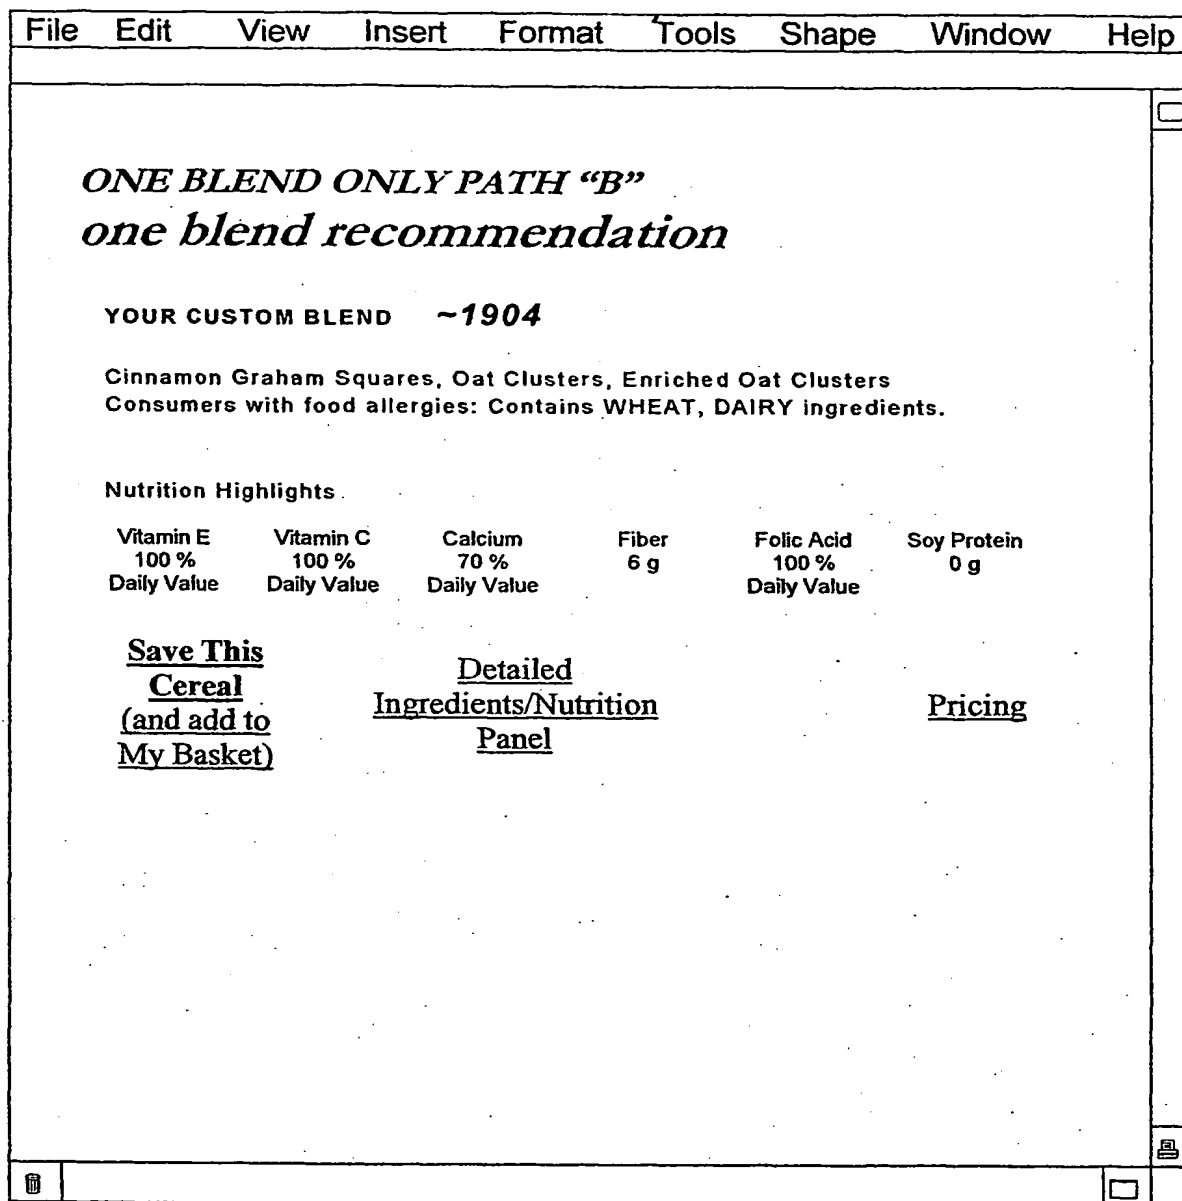 File Edit View Insert Format Tools Shape Window Help
ONE BLEND ONLY PATH “B”
one blend recommendation
YOUR CUSTOM BLEND ~1904
Cinnamon Graham Squares, Oat Clusters, Enriched Oat Clusters
Consumers with food allergies: Contains WHEAT, DAIRY ingredients.
Nutrition Highlights
Vitamin E Vitamin C Calcium Fiber Folic Acid Soy Protein
100 % 100 % 70 % 6 g 100 % 0 g
Daily Value Daily Value Daily Value Daily Value
Save This
Cereal
(and add to
My Basket)
Detailed
Ingredients/Nutrition
Panel
Pricing